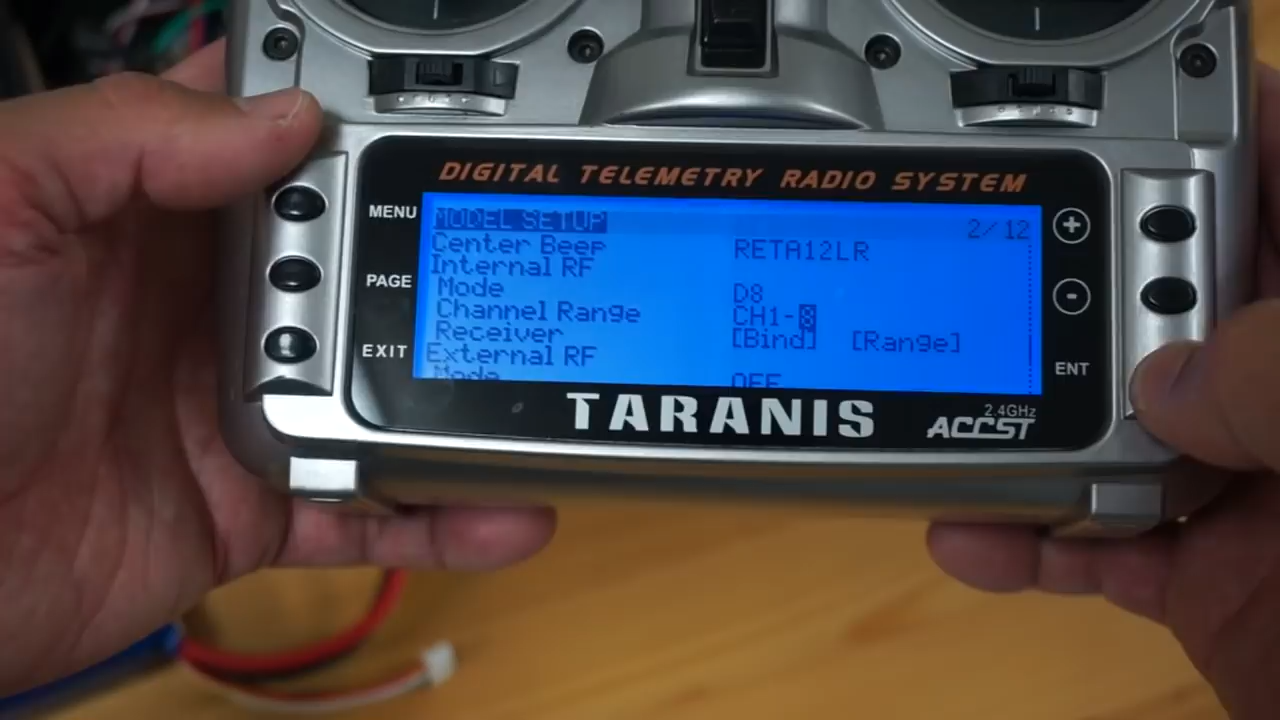 DIGITAL TELEMETRY RADIO SYSTEM
MENU
PAGE
EXIT
MODEL SETUP 2/12
Center Beep RETA12LR
Internal RF
Mode D8
Channel Range CH1-8
Receiver [Bind] [Range]
External RF
Mode OFF
+
-
ENT
TARANIS
2.4GHz
ACCST